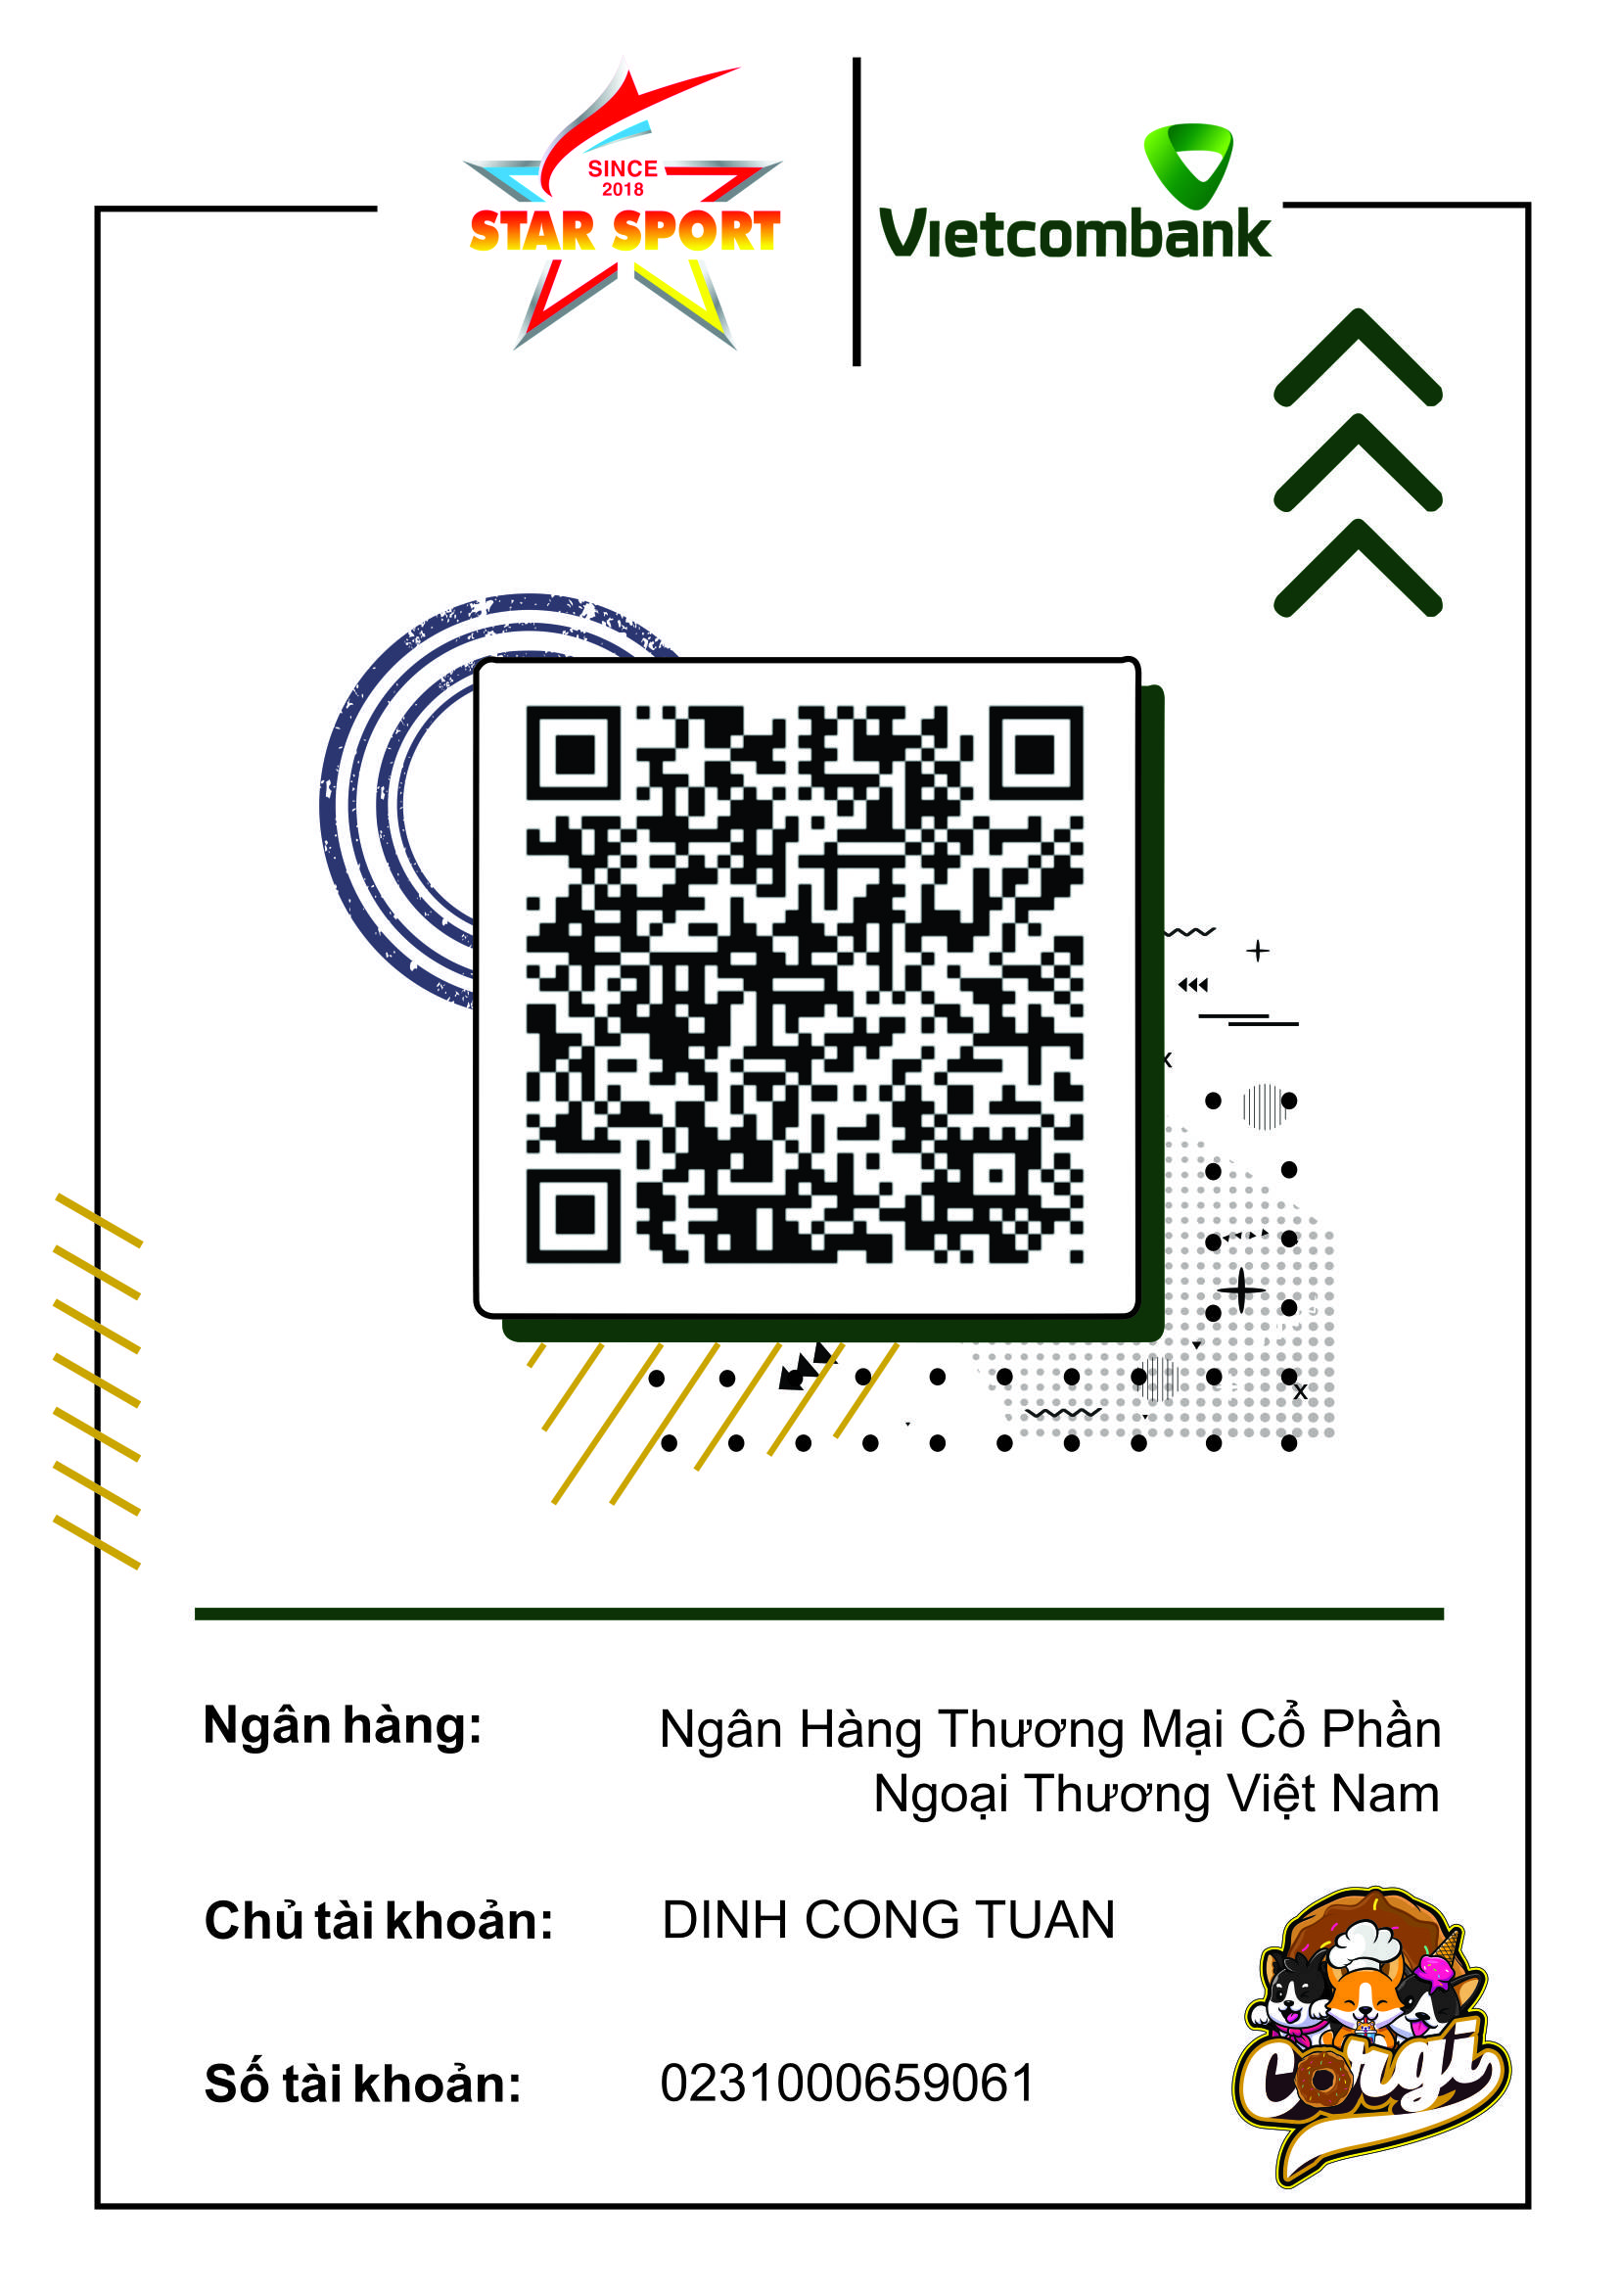 SINCE
2018
STAR SPORT
Vietcombank
Ngân hàng: Ngân Hàng Thương Mại Cổ Phần
Ngoại Thương Việt Nam
Chủ tài khoản: DINH CONG TUAN
Số tài khoản: 0231000659061
Corgi